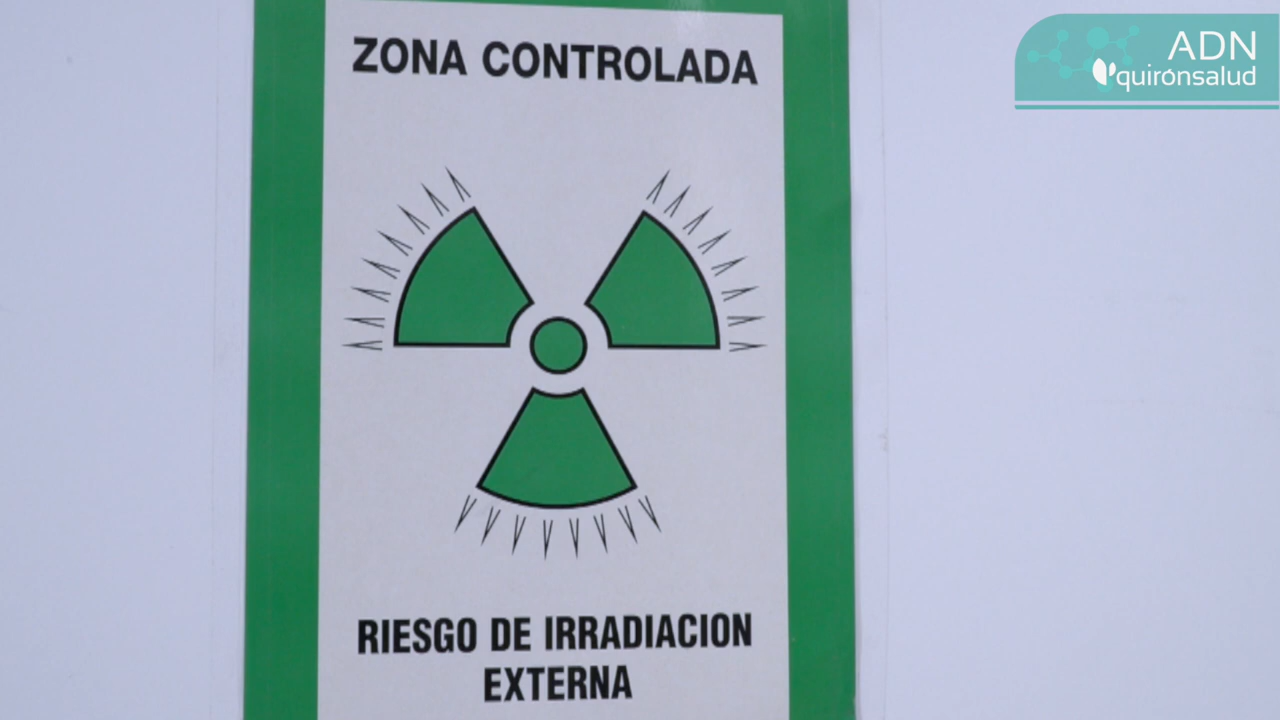 ZONA CONTROLADA
ADN
quirónsalud
RIESGO DE IRRADIACION
EXTERNA